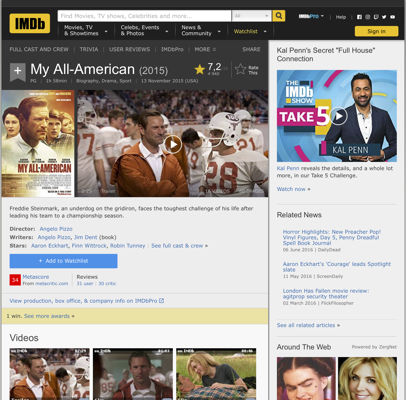 IMDb
Find Movies, TV shows, Celebrities and more...
All
IMDbPro
Help
Movies, TV
& Showtimes
Celebs, Events
& Photos
News &
Community
Watchlist
Sign in
FULL CAST AND CREW | TRIVIA | USER REVIEWS | IMDbPro | MORE
SHARE
My All-American (2015)
7,2
Rate
This
PG | 1h 58min | Biography, Drama, Sport | 13 November 2015 (USA)
MY ALL-AMERICAN
Trailer
Freddie Steinmark, an underdog on the gridiron, faces the toughest challenge of his life after
leading his team to a championship season.
Director: Angelo Pizzo
Writers: Angelo Pizzo, Jim Dent (book)
Stars: Aaron Eckhart, Finn Wittrock, Robin Tunney | See full cast & crew »
+ Add to Watchlist
34
Metascore
From metacritic.com
Reviews
31 user | 30 critic
View production, box office, & company info on IMDbPro
1 win. See more awards »
Videos
Kal Penn's Secret "Full House"
Connection
THE
IMDb
SHOW
TAKE 5
KAL PENN
Kal Penn reveals the details, and a whole lot
more, in our Take 5 Challenge.
Watch now »
Related News
Horror Highlights: New Preacher Pop!
Vinyl Figures, Day 5, Penny Dreadful
Spell Book Journal
06 June 2016 | DailyDead
Aaron Eckhart's 'Courage' leads Spotlight
slate
11 May 2016 | ScreenDaily
London Has Fallen movie review:
agitprop security theater
02 March 2016 | FlickFilosopher
See all related articles »
Around The Web
Powered by ZergNet